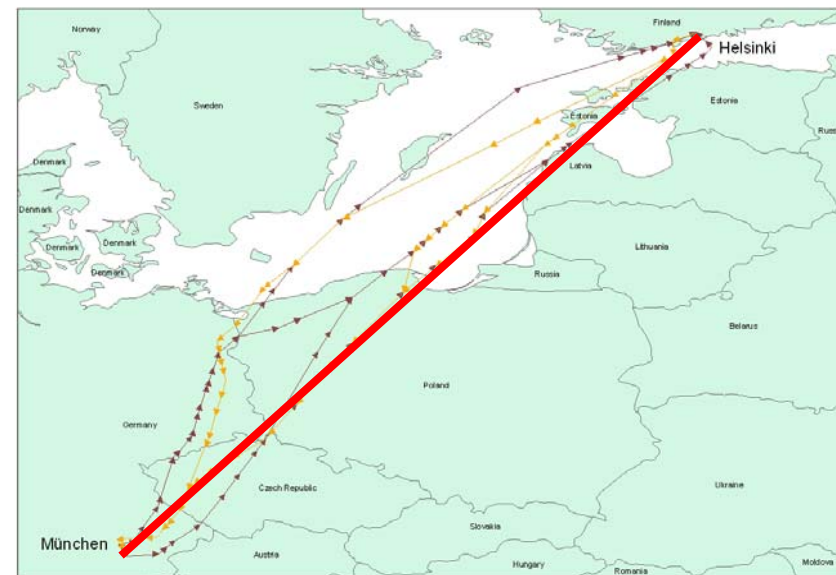 Norway
Finland
Helsinki
Sweden
Estonia
Estonia
Russ
Denmark
Latvia
Denmark
Denmark
Denmark
Lithuania
Denmark
Russia
Belarus
Poland
Germany
Czech Republic
Ukraine
München
Slovakia
Austria
Hungary
Moldova
Romania